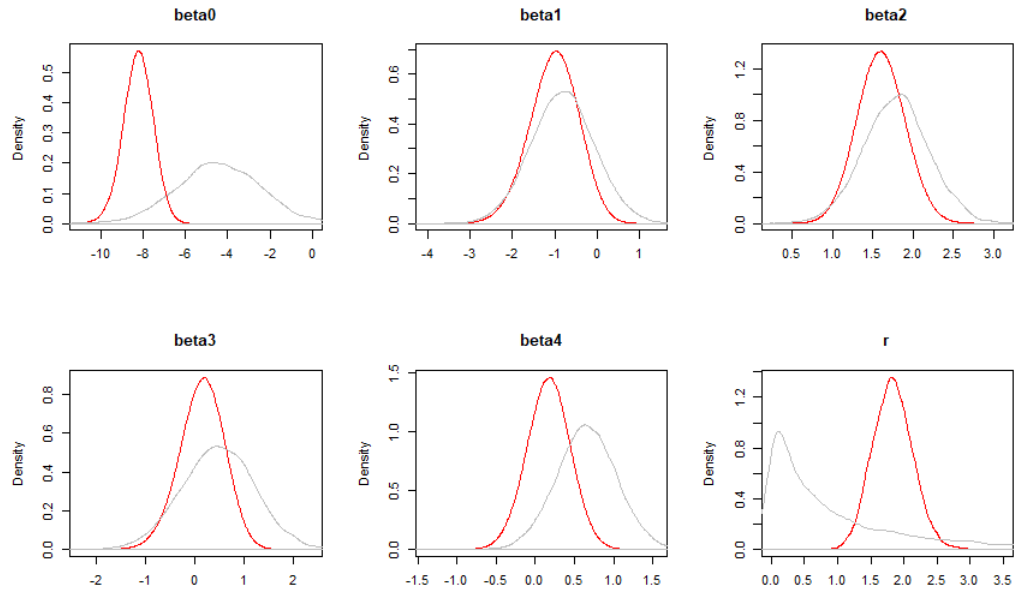 beta0
beta1
beta2
Density
0.0 0.1 0.2 0.3 0.4 0.5
-10 -8 -6 -4 -2 0
Density
0.0 0.2 0.4 0.6
-4 -3 -2 -1 0 1
Density
0.0 0.4 0.8 1.2
0.5 1.0 1.5 2.0 2.5 3.0
beta3
beta4
r
Density
0.0 0.2 0.4 0.6 0.8
-2 -1 0 1 2
Density
0.0 0.5 1.0 1.5
-1.5 -1.0 -0.5 0.0 0.5 1.0 1.5
Density
0.0 0.4 0.8 1.2
0.0 0.5 1.0 1.5 2.0 2.5 3.0 3.5